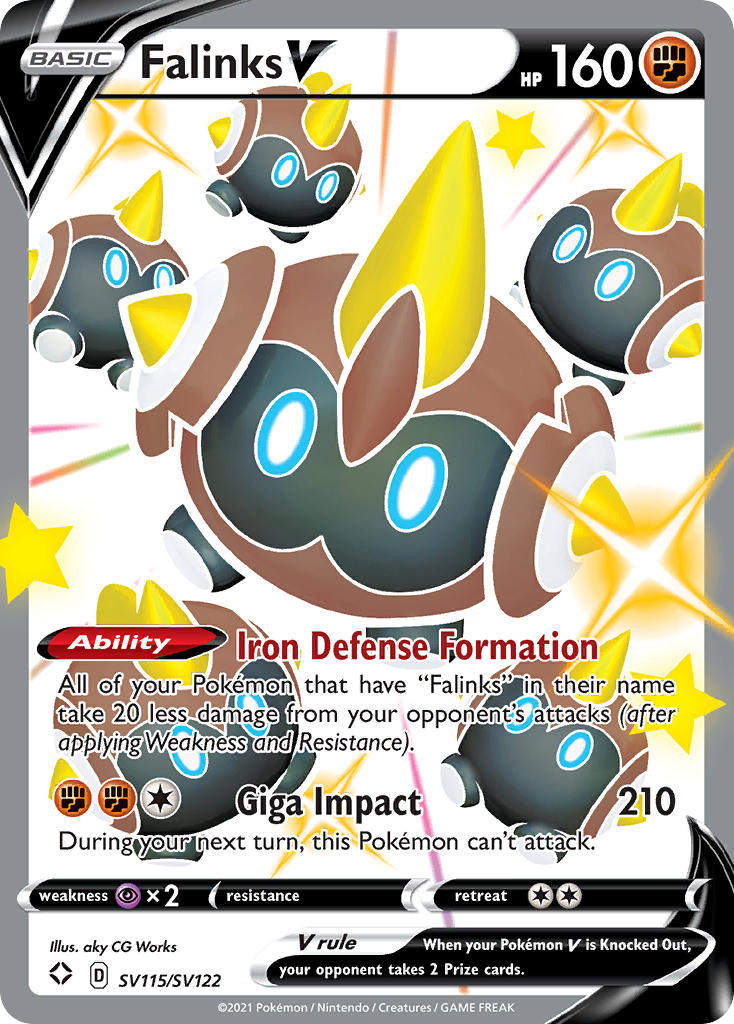 BASIC Falinks V HP 160
Ability Iron Defense Formation
All of your Pokémon that have “Falinks” in their name
take 20 less damage from your opponent's attacks (after
applying Weakness and Resistance).
Giga Impact 210
During your next turn, this Pokémon can't attack.
weakness ×2 resistance retreat
Illus. aky CG Works
D SV115/SV122
V rule When your Pokémon V is Knocked Out,
your opponent takes 2 Prize cards.
©2021 Pokémon / Nintendo / Creatures / GAME FREAK